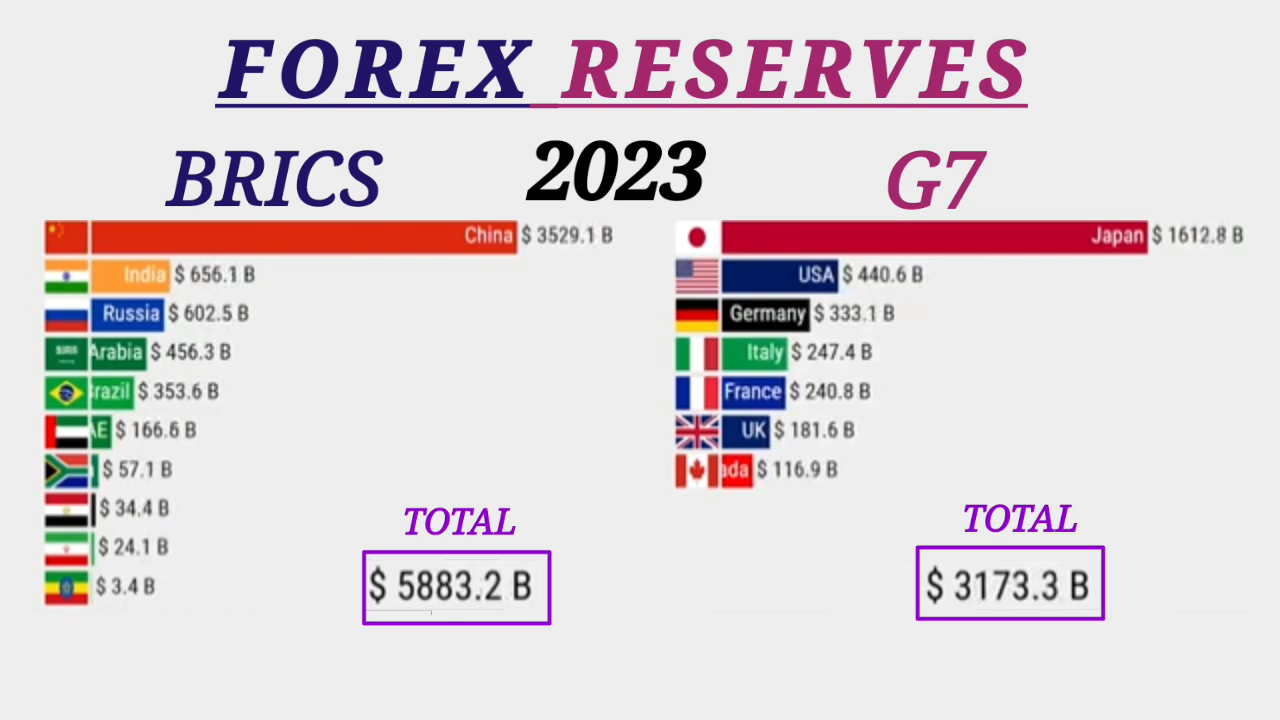 FOREX RESERVES
BRICS
2023
G7
China $ 3529.1 B
India $ 656.1 B
Russia $ 602.5 B
Arabia $ 456.3 B
razil $ 353.6 B
AE $ 166.6 B
$ 57.1 B
$ 34.4 B
$ 24.1 B
$ 3.4 B
TOTAL
$ 5883.2 B
Japan $ 1612.8 B
USA $ 440.6 B
Germany $ 333.1 B
Italy $ 247.4 B
France $ 240.8 B
UK $ 181.6 B
ada $ 116.9 B
TOTAL
$ 3173.3 B